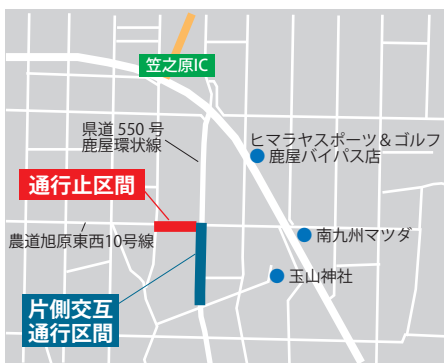 笠之原IC
県道550号
鹿屋環状線
ヒマラヤスポーツ＆ゴルフ
鹿屋バイパス店
通行止区間
農道旭原東西10号線
南九州マツダ
玉山神社
片側交互
通行区間